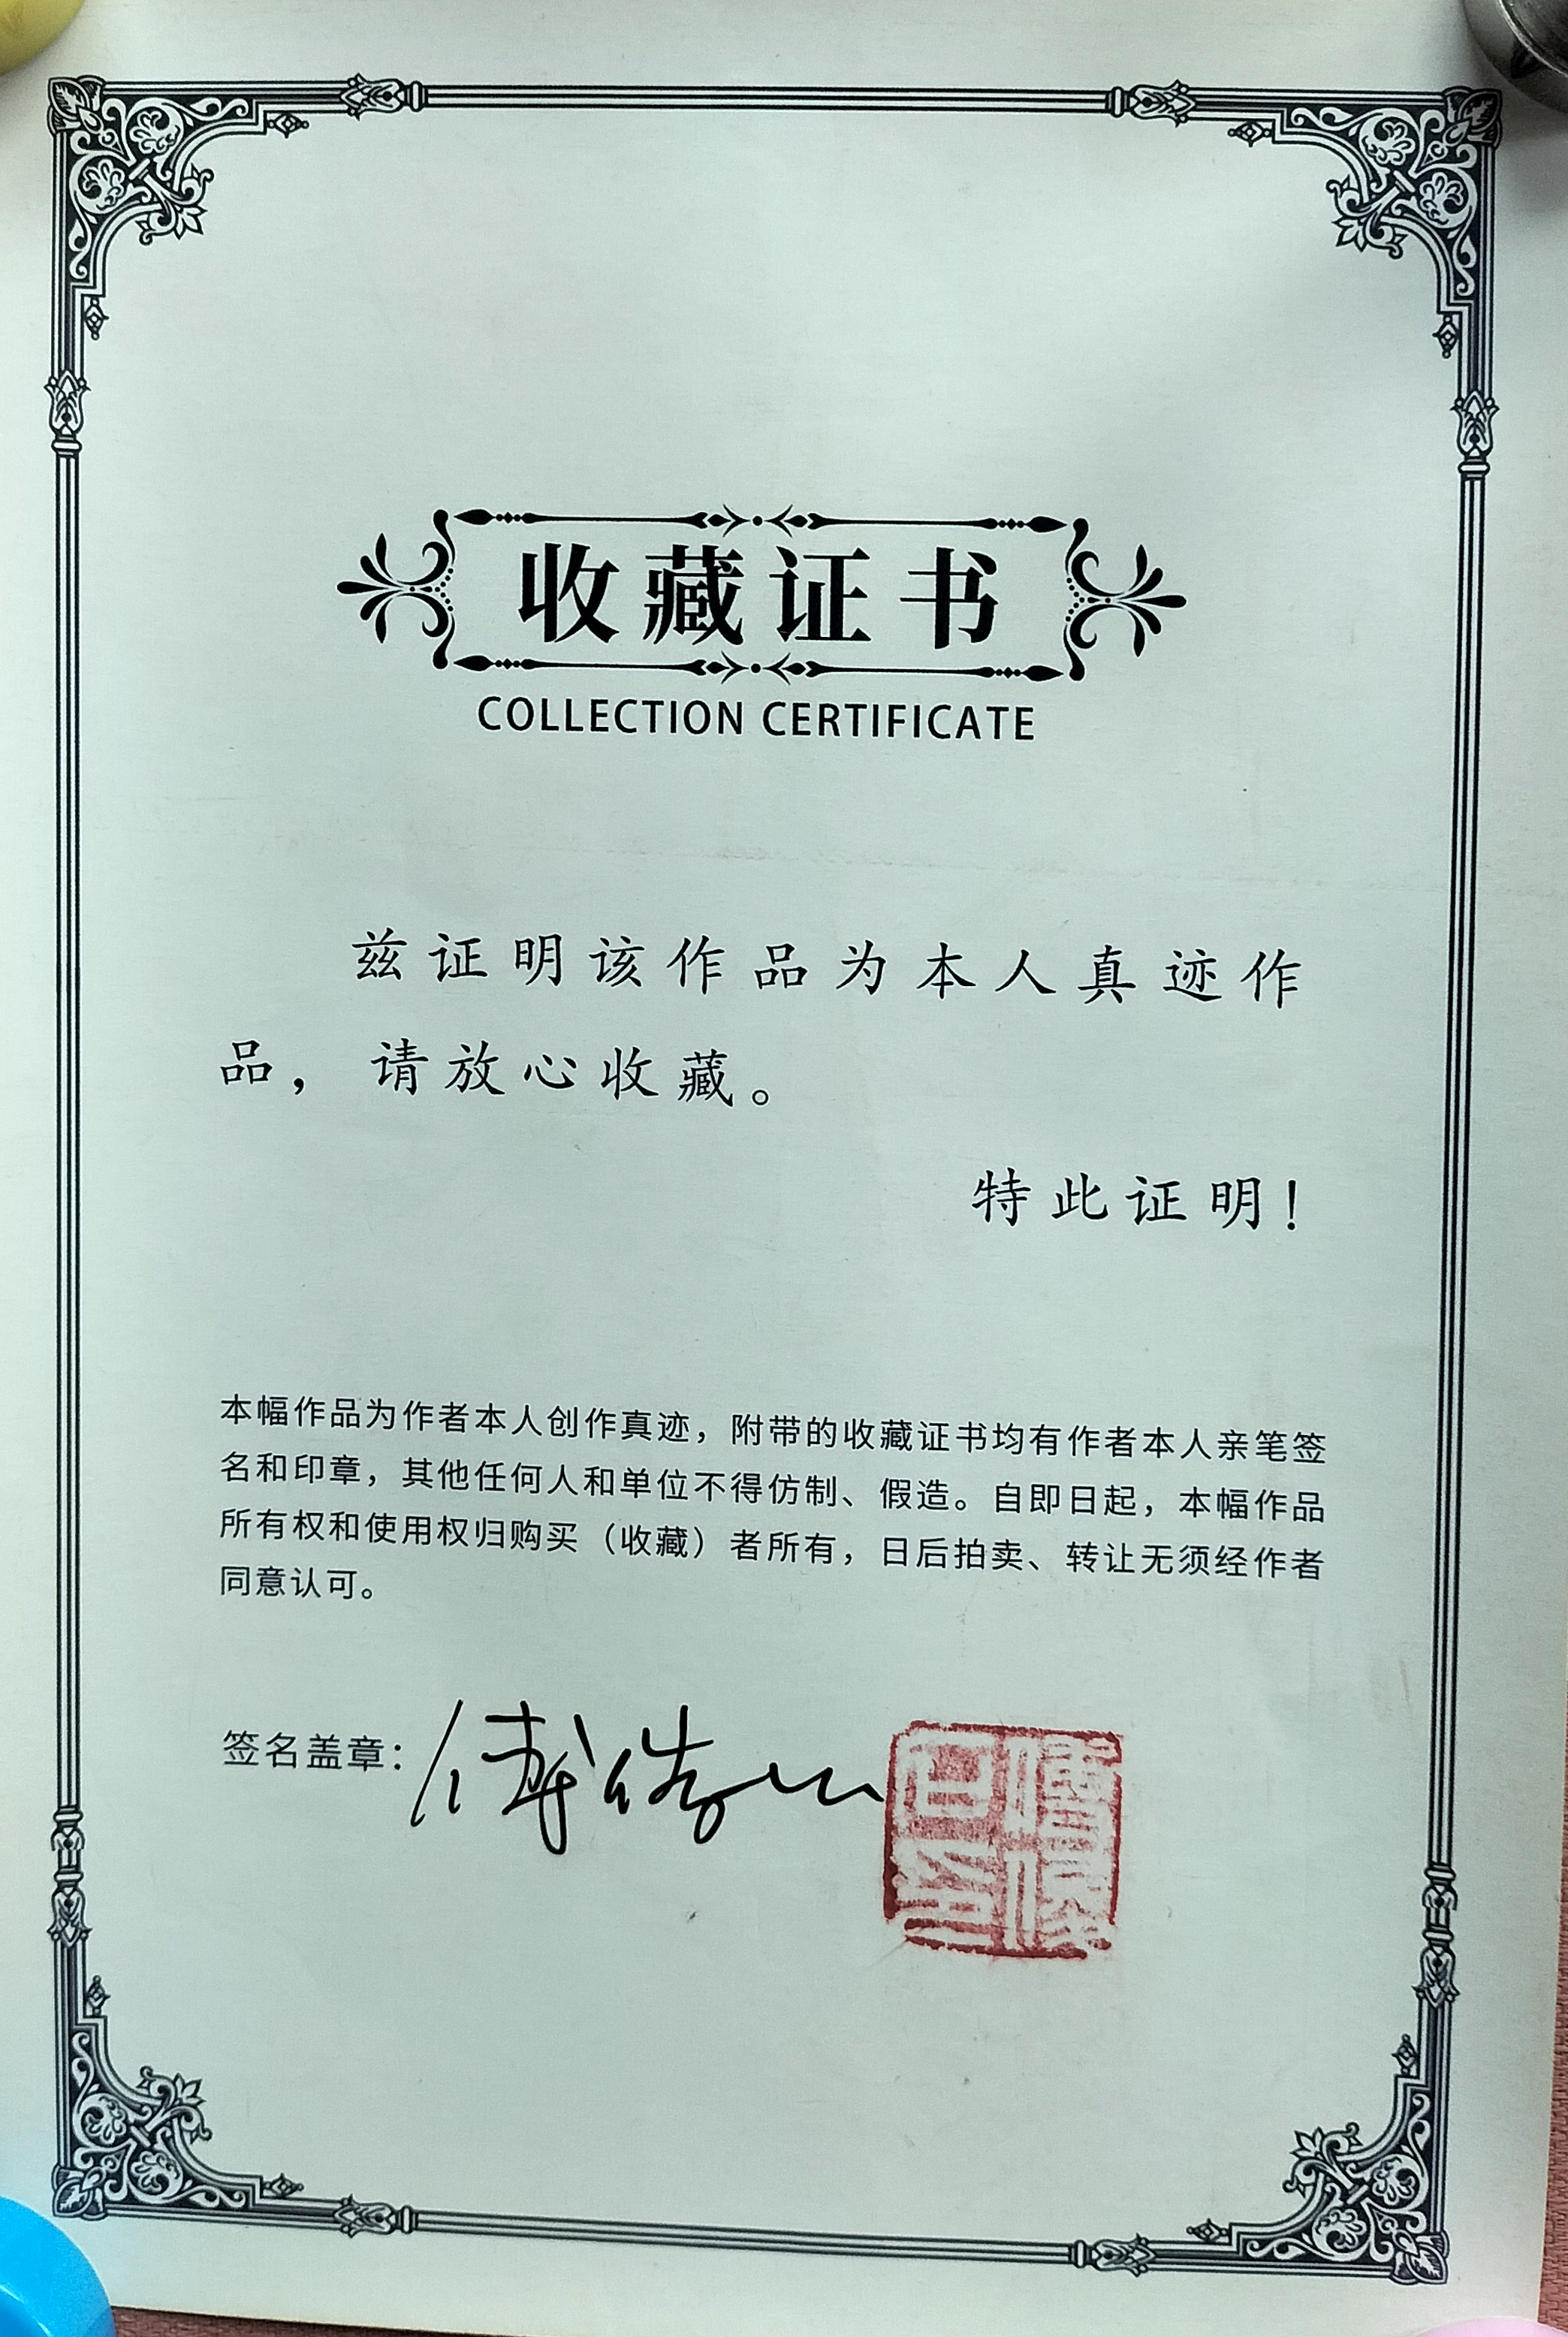 收藏证书
COLLECTION CERTIFICATE
兹证明该作品为本人真迹作
品，请放心收藏。
特此证明！
本幅作品为作者本人创作真迹，附带的收藏证书均有作者本人亲笔签
名和印章，其他任何人和单位不得仿制、假造。自即日起，本幅作品
所有权和使用权归购买（收藏）者所有，日后拍卖、转让无须经作者
同意认可。
签名盖章：